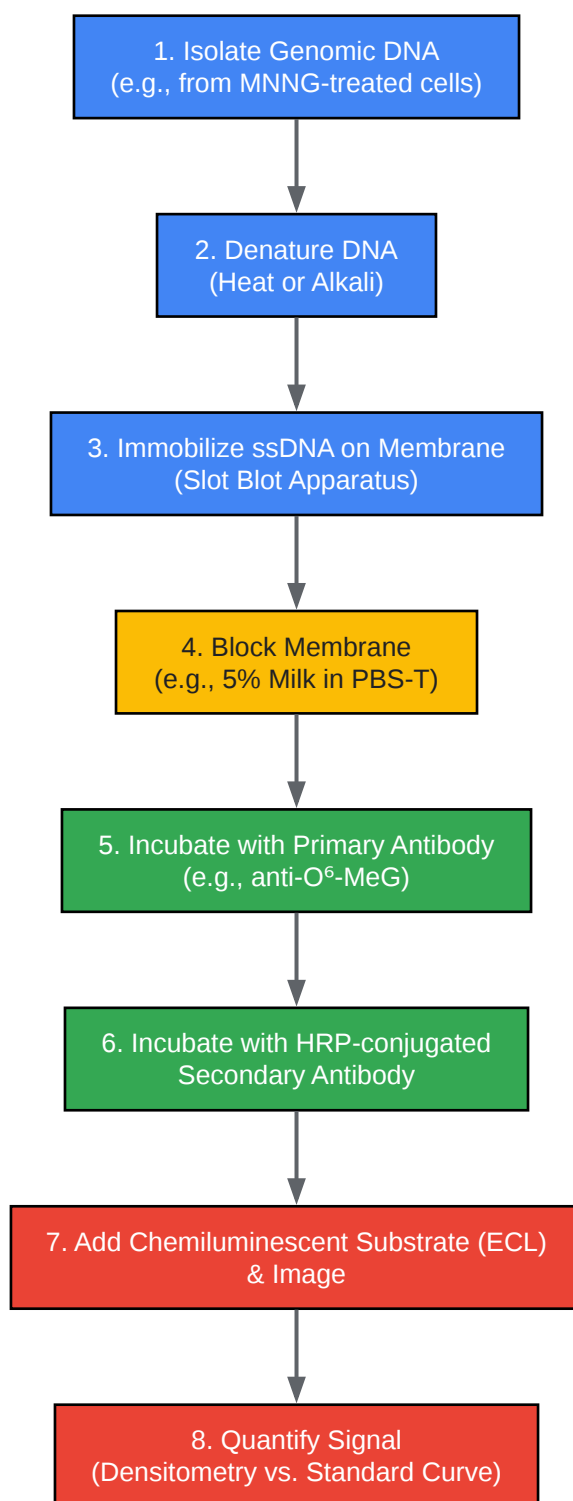 1. Isolate Genomic DNA
(e.g., from MNNG-treated cells)
2. Denature DNA
(Heat or Alkali)
3. Immobilize ssDNA on Membrane
(Slot Blot Apparatus)
4. Block Membrane
(e.g., 5% Milk in PBS-T)
5. Incubate with Primary Antibody
(e.g., anti-O⁶-MeG)
6. Incubate with HRP-conjugated
Secondary Antibody
7. Add Chemiluminescent Substrate (ECL)
& Image
8. Quantify Signal
(Densitometry vs. Standard Curve)